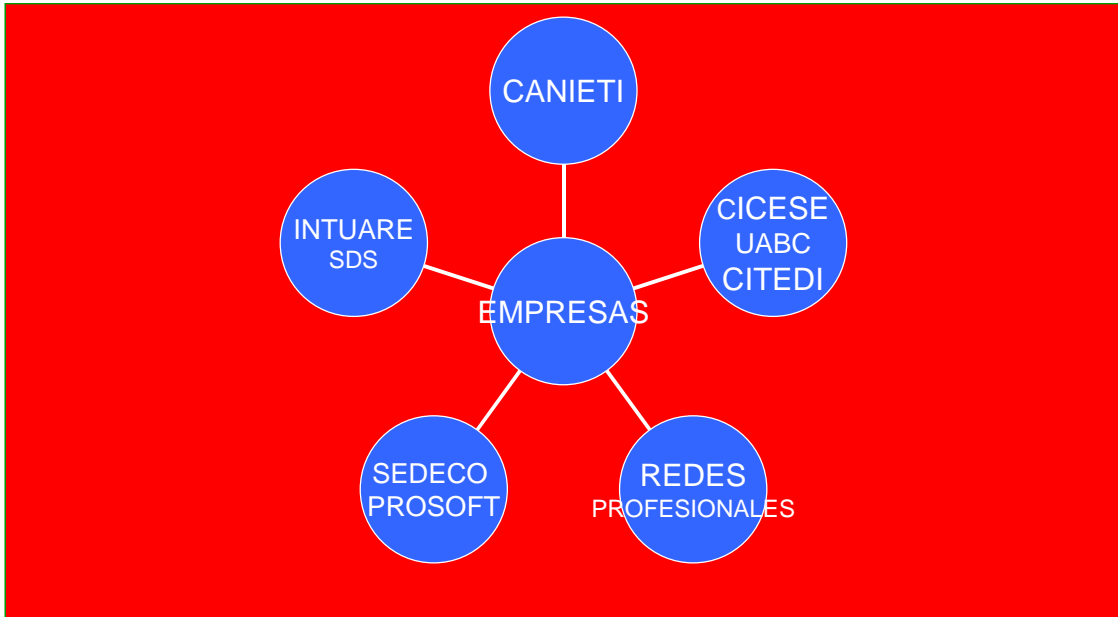 CANIETI
INTUARE
SDS
CICESE
UABC
CITEDI
EMPRESAS
SEDECO
PROSOFT
REDES
PROFESIONALES